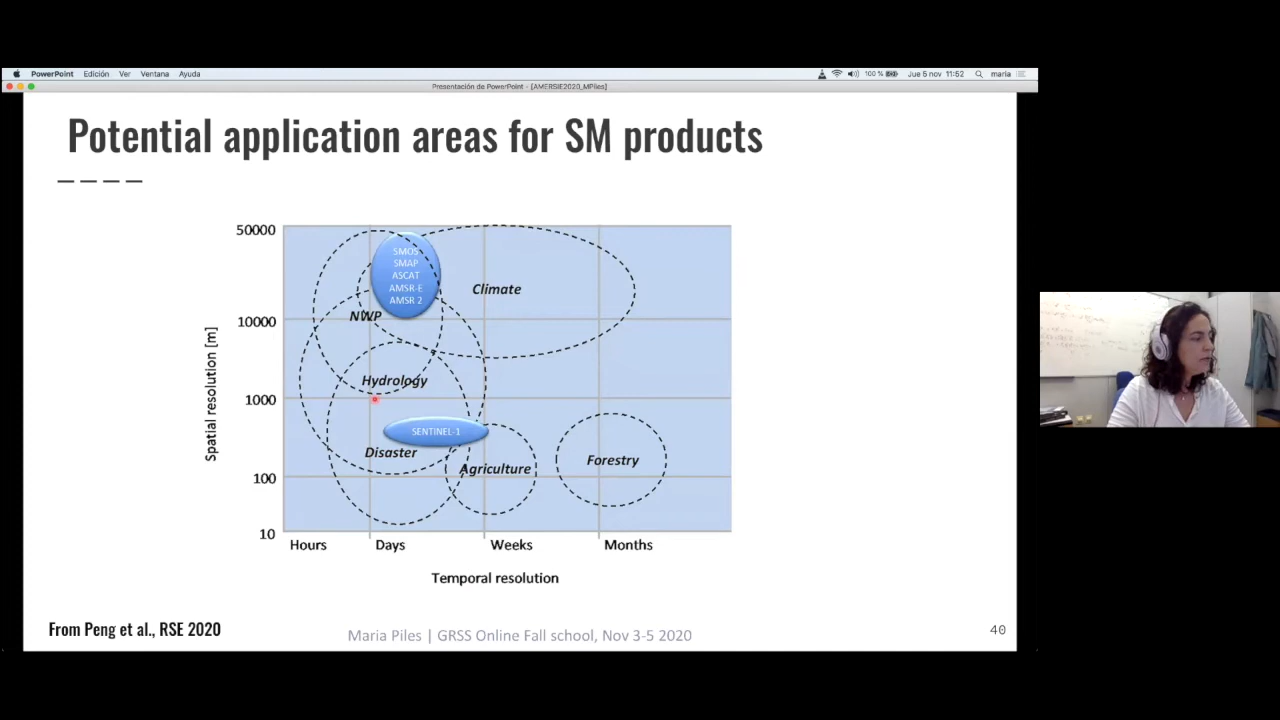 PowerPoint Edición Ver Ventana Ayuda 100 % Jue 5 nov 11:52 maria
Presentación de PowerPoint - [AMERSIE2020_MPiles]
Potential application areas for SM products
50000
10000
1000
100
10
Spatial resolution [m]
SMOS
SMAP
ASCAT
AMSR-E
AMSR 2
Climate
NWP
Hydrology
SENTINEL-1
Disaster
Agriculture
Forestry
Hours Days Weeks Months
Temporal resolution
From Peng et al., RSE 2020
Maria Piles | GRSS Online Fall school, Nov 3-5 2020
40